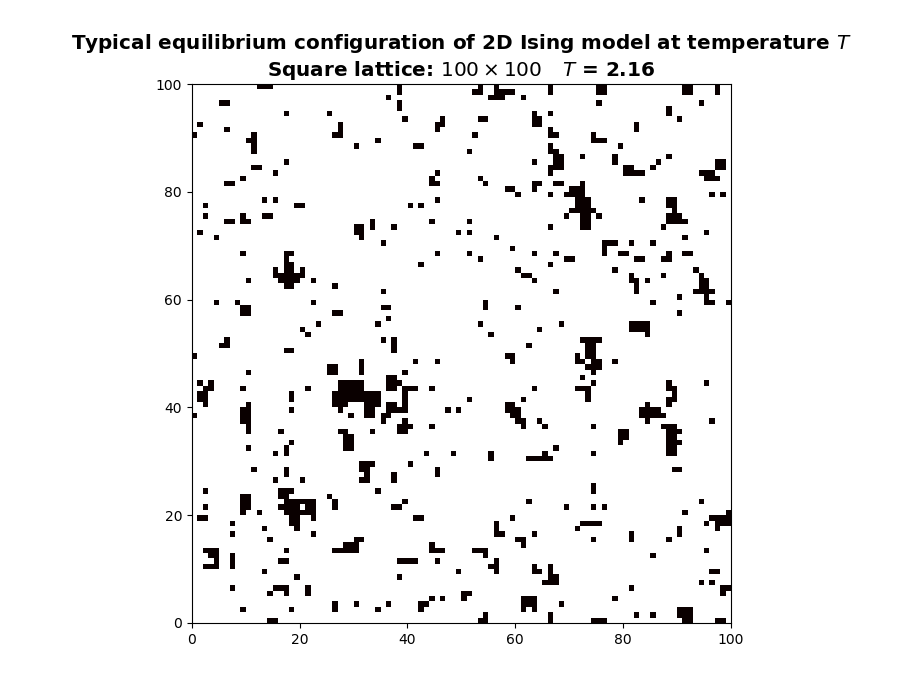 Typical equilibrium configuration of 2D Ising model at temperature T
Square lattice: 100 × 100 T = 2.16
100
80
60
40
20
0
0 20 40 60 80 100